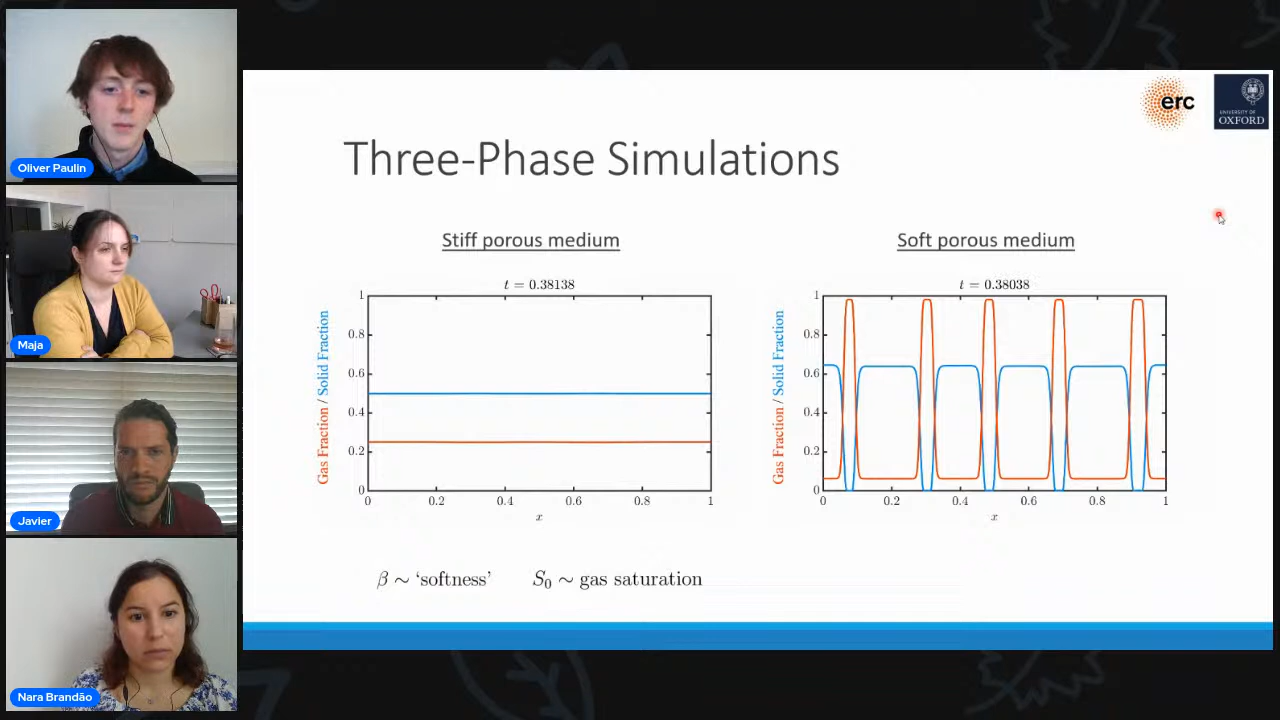 Oliver Paulin
Maja
Javier
Nara Brandão
erc
UNIVERSITY OF
OXFORD
Three-Phase Simulations
Stiff porous medium
t = 0.38138
Gas Fraction / Solid Fraction
1
0.8
0.6
0.4
0.2
0
0 0.2 0.4 0.6 0.8 1
x
Soft porous medium
t = 0.38038
Gas Fraction / Solid Fraction
1
0.8
0.6
0.4
0.2
0
0 0.2 0.4 0.6 0.8 1
x
β ~ ‘softness’ S₀ ~ gas saturation